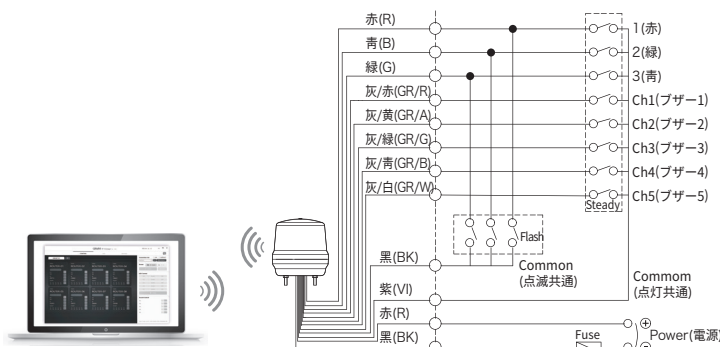 赤(R)
青(B)
緑(G)
灰/赤(GR/R)
灰/黄(GR/A)
灰/緑(GR/G)
灰/青(GR/B)
灰/白(GR/W)
黒(BK)
紫(VI)
赤(R)
黒(BK)
1(赤)
2(緑)
3(青)
Ch1(ブザー1)
Ch2(ブザー2)
Ch3(ブザー3)
Ch4(ブザー4)
Ch5(ブザー5)
Steady
Flash
Common
(点滅共通)
Commom
(点灯共通)
Fuse
Power(電源)